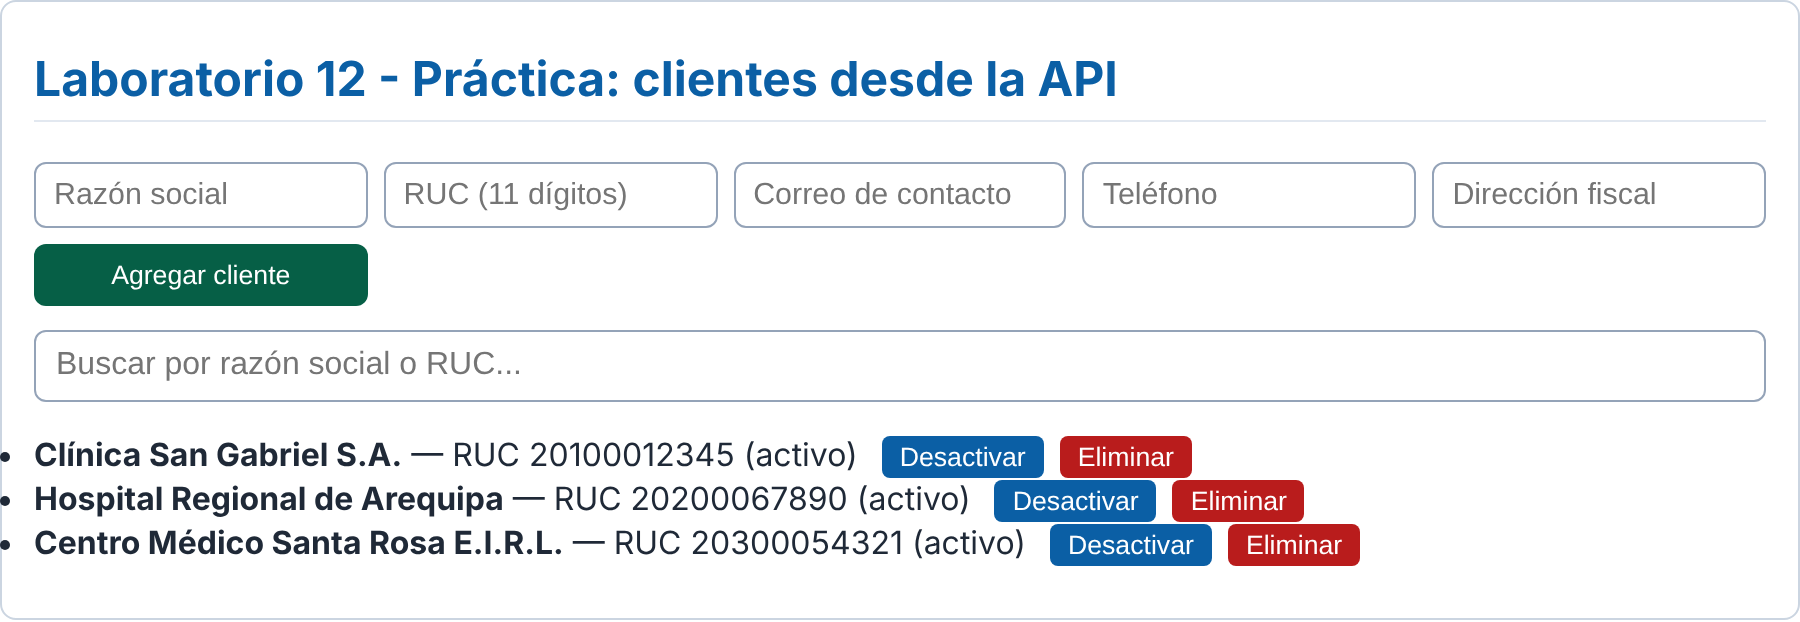 Laboratorio 12 - Práctica: clientes desde la API
Razón social RUC (11 dígitos) Correo de contacto Teléfono Dirección fiscal
Agregar cliente
Buscar por razón social o RUC...
• Clínica San Gabriel S.A. — RUC 20100012345 (activo) Desactivar Eliminar
• Hospital Regional de Arequipa — RUC 20200067890 (activo) Desactivar Eliminar
• Centro Médico Santa Rosa E.I.R.L. — RUC 20300054321 (activo) Desactivar Eliminar